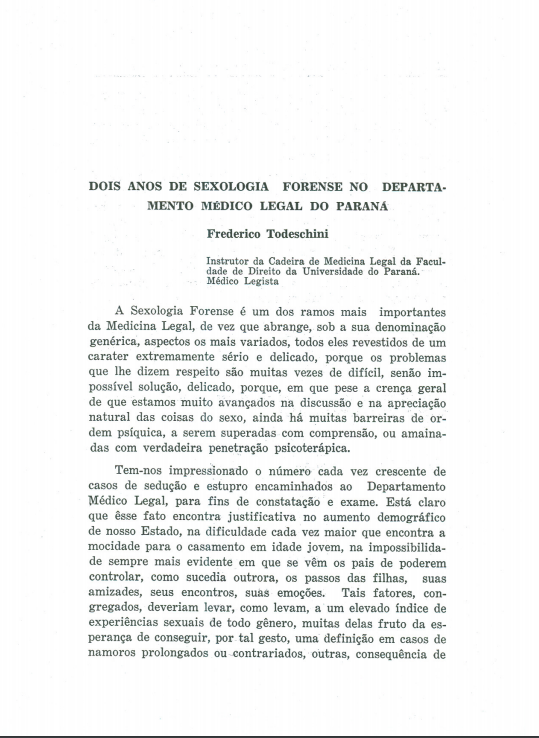 DOIS ANOS DE SEXOLOGIA FORENSE NO DEPARTA-
MENTO MÉDICO LEGAL DO PARANÁ
Frederico Todeschini
Instrutor da Cadeira de Medicina Legal da Facul-
dade de Direito da Universidade do Paraná.
Médico Legista
A Sexologia Forense é um dos ramos mais importantes
da Medicina Legal, de vez que abrange, sob a sua denominação
genérica, aspectos os mais variados, todos eles revestidos de um
carater extremamente sério e delicado, porque os problemas
que lhe dizem respeito são muitas vezes de difícil, senão im-
possível solução, delicado, porque, em que pese a crença geral
de que estamos muito avançados na discussão e na apreciação
natural das coisas do sexo, ainda há muitas barreiras de or-
dem psíquica, a serem superadas com comprensão, ou amaina-
das com verdadeira penetração psicoterápica.
Tem-nos impressionado o número cada vez crescente de
casos de sedução e estupro encaminhados ao Departamento
Médico Legal, para fins de constatação e exame. Está claro
que êsse fato encontra justificativa no aumento demográfico
de nosso Estado, na dificuldade cada vez maior que encontra a
mocidade para o casamento em idade jovem, na impossibilida-
de sempre mais evidente em que se vêm os pais de poderem
controlar, como sucedia outrora, os passos das filhas, suas
amizades, seus encontros, suas emoções. Tais fatores, con-
gregados, deveriam levar, como levam, a um elevado índice de
experiências sexuais de todo gênero, muitas delas fruto da es-
perança de conseguir, por tal gesto, uma definição em casos de
namoros prolongados ou contrariados, outras, consequência de